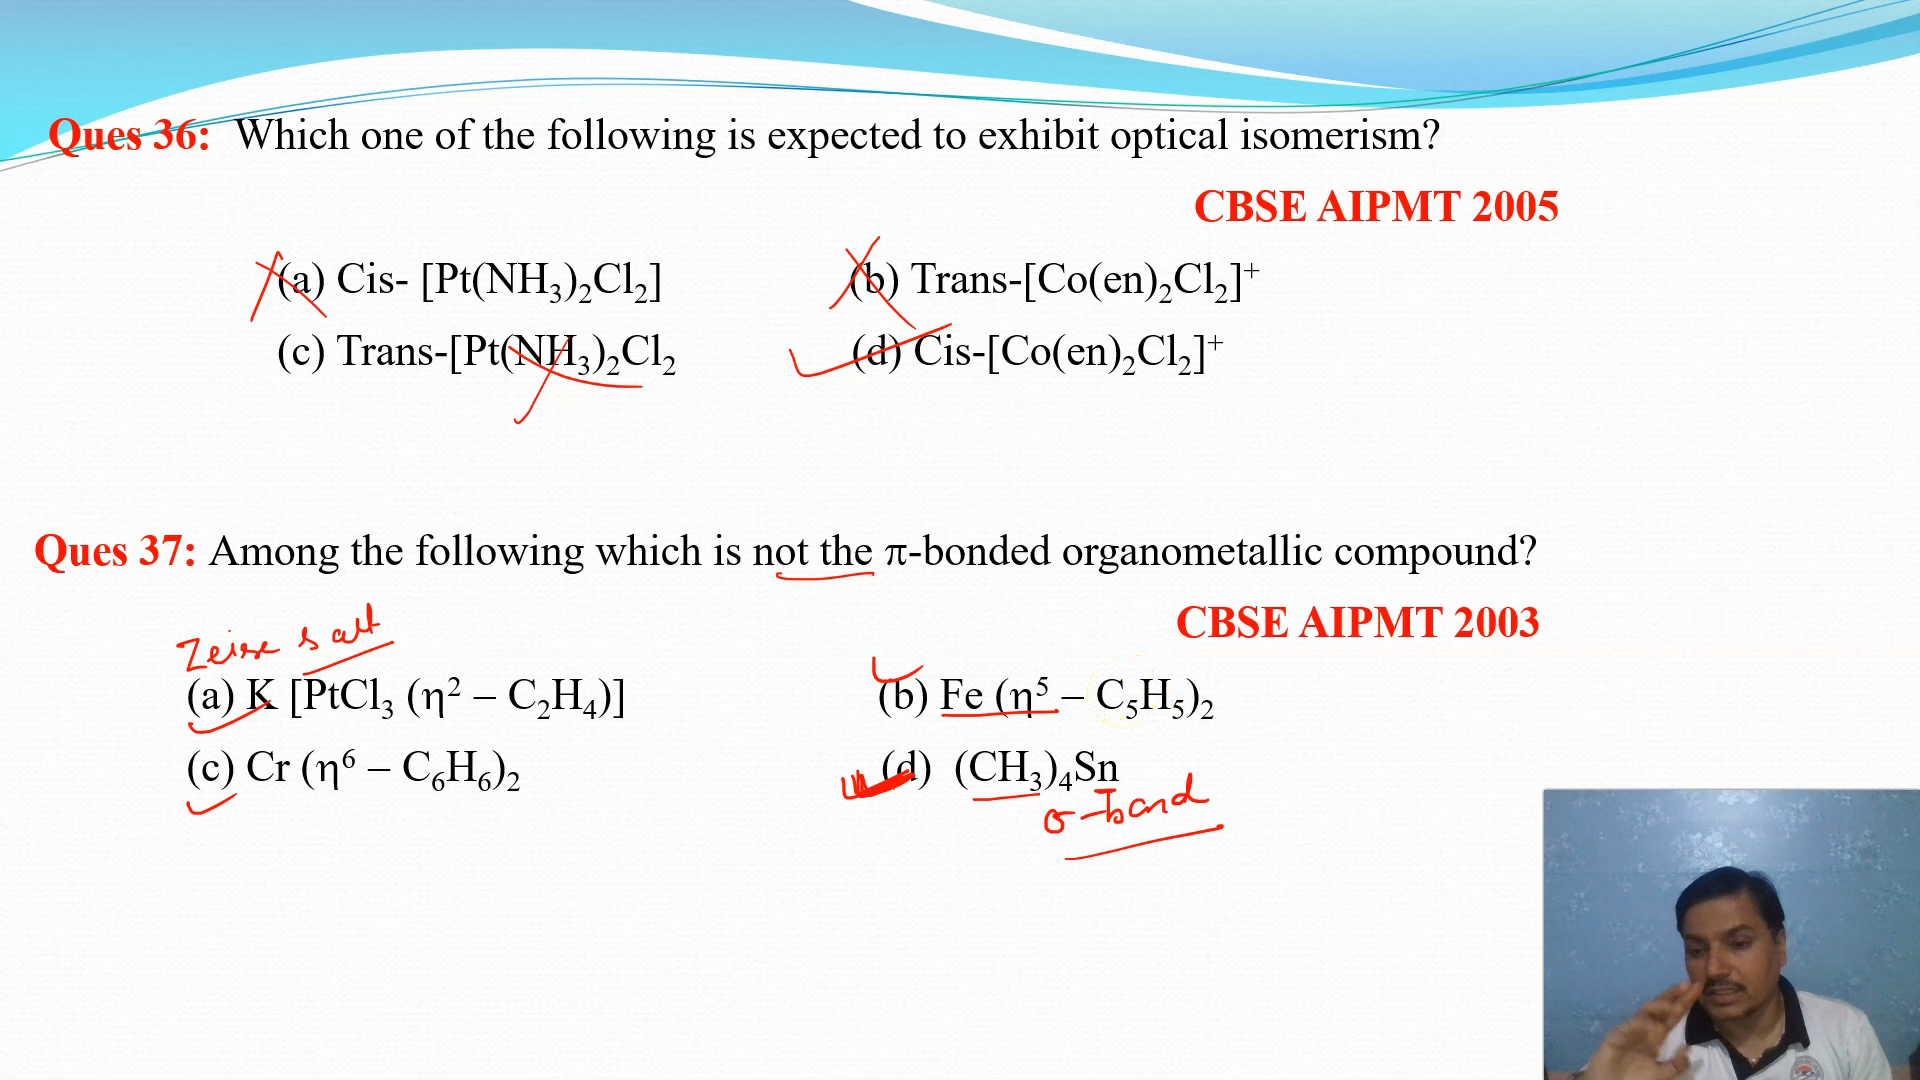 Ques 36: Which one of the following is expected to exhibit optical isomerism?
CBSE AIPMT 2005
(a) Cis- [Pt(NH₃)₂Cl₂] (b) Trans-[Co(en)₂Cl₂]⁺
(c) Trans-[Pt(NH₃)₂Cl₂ (d) Cis-[Co(en)₂Cl₂]⁺
Ques 37: Among the following which is not the π-bonded organometallic compound?
CBSE AIPMT 2003
Zeise salt
(a) K [PtCl₃ (η² – C₂H₄)] (b) Fe (η⁵ – C₅H₅)₂
(c) Cr (η⁶ – C₆H₆)₂ (d) (CH₃)₄Sn
σ-bond